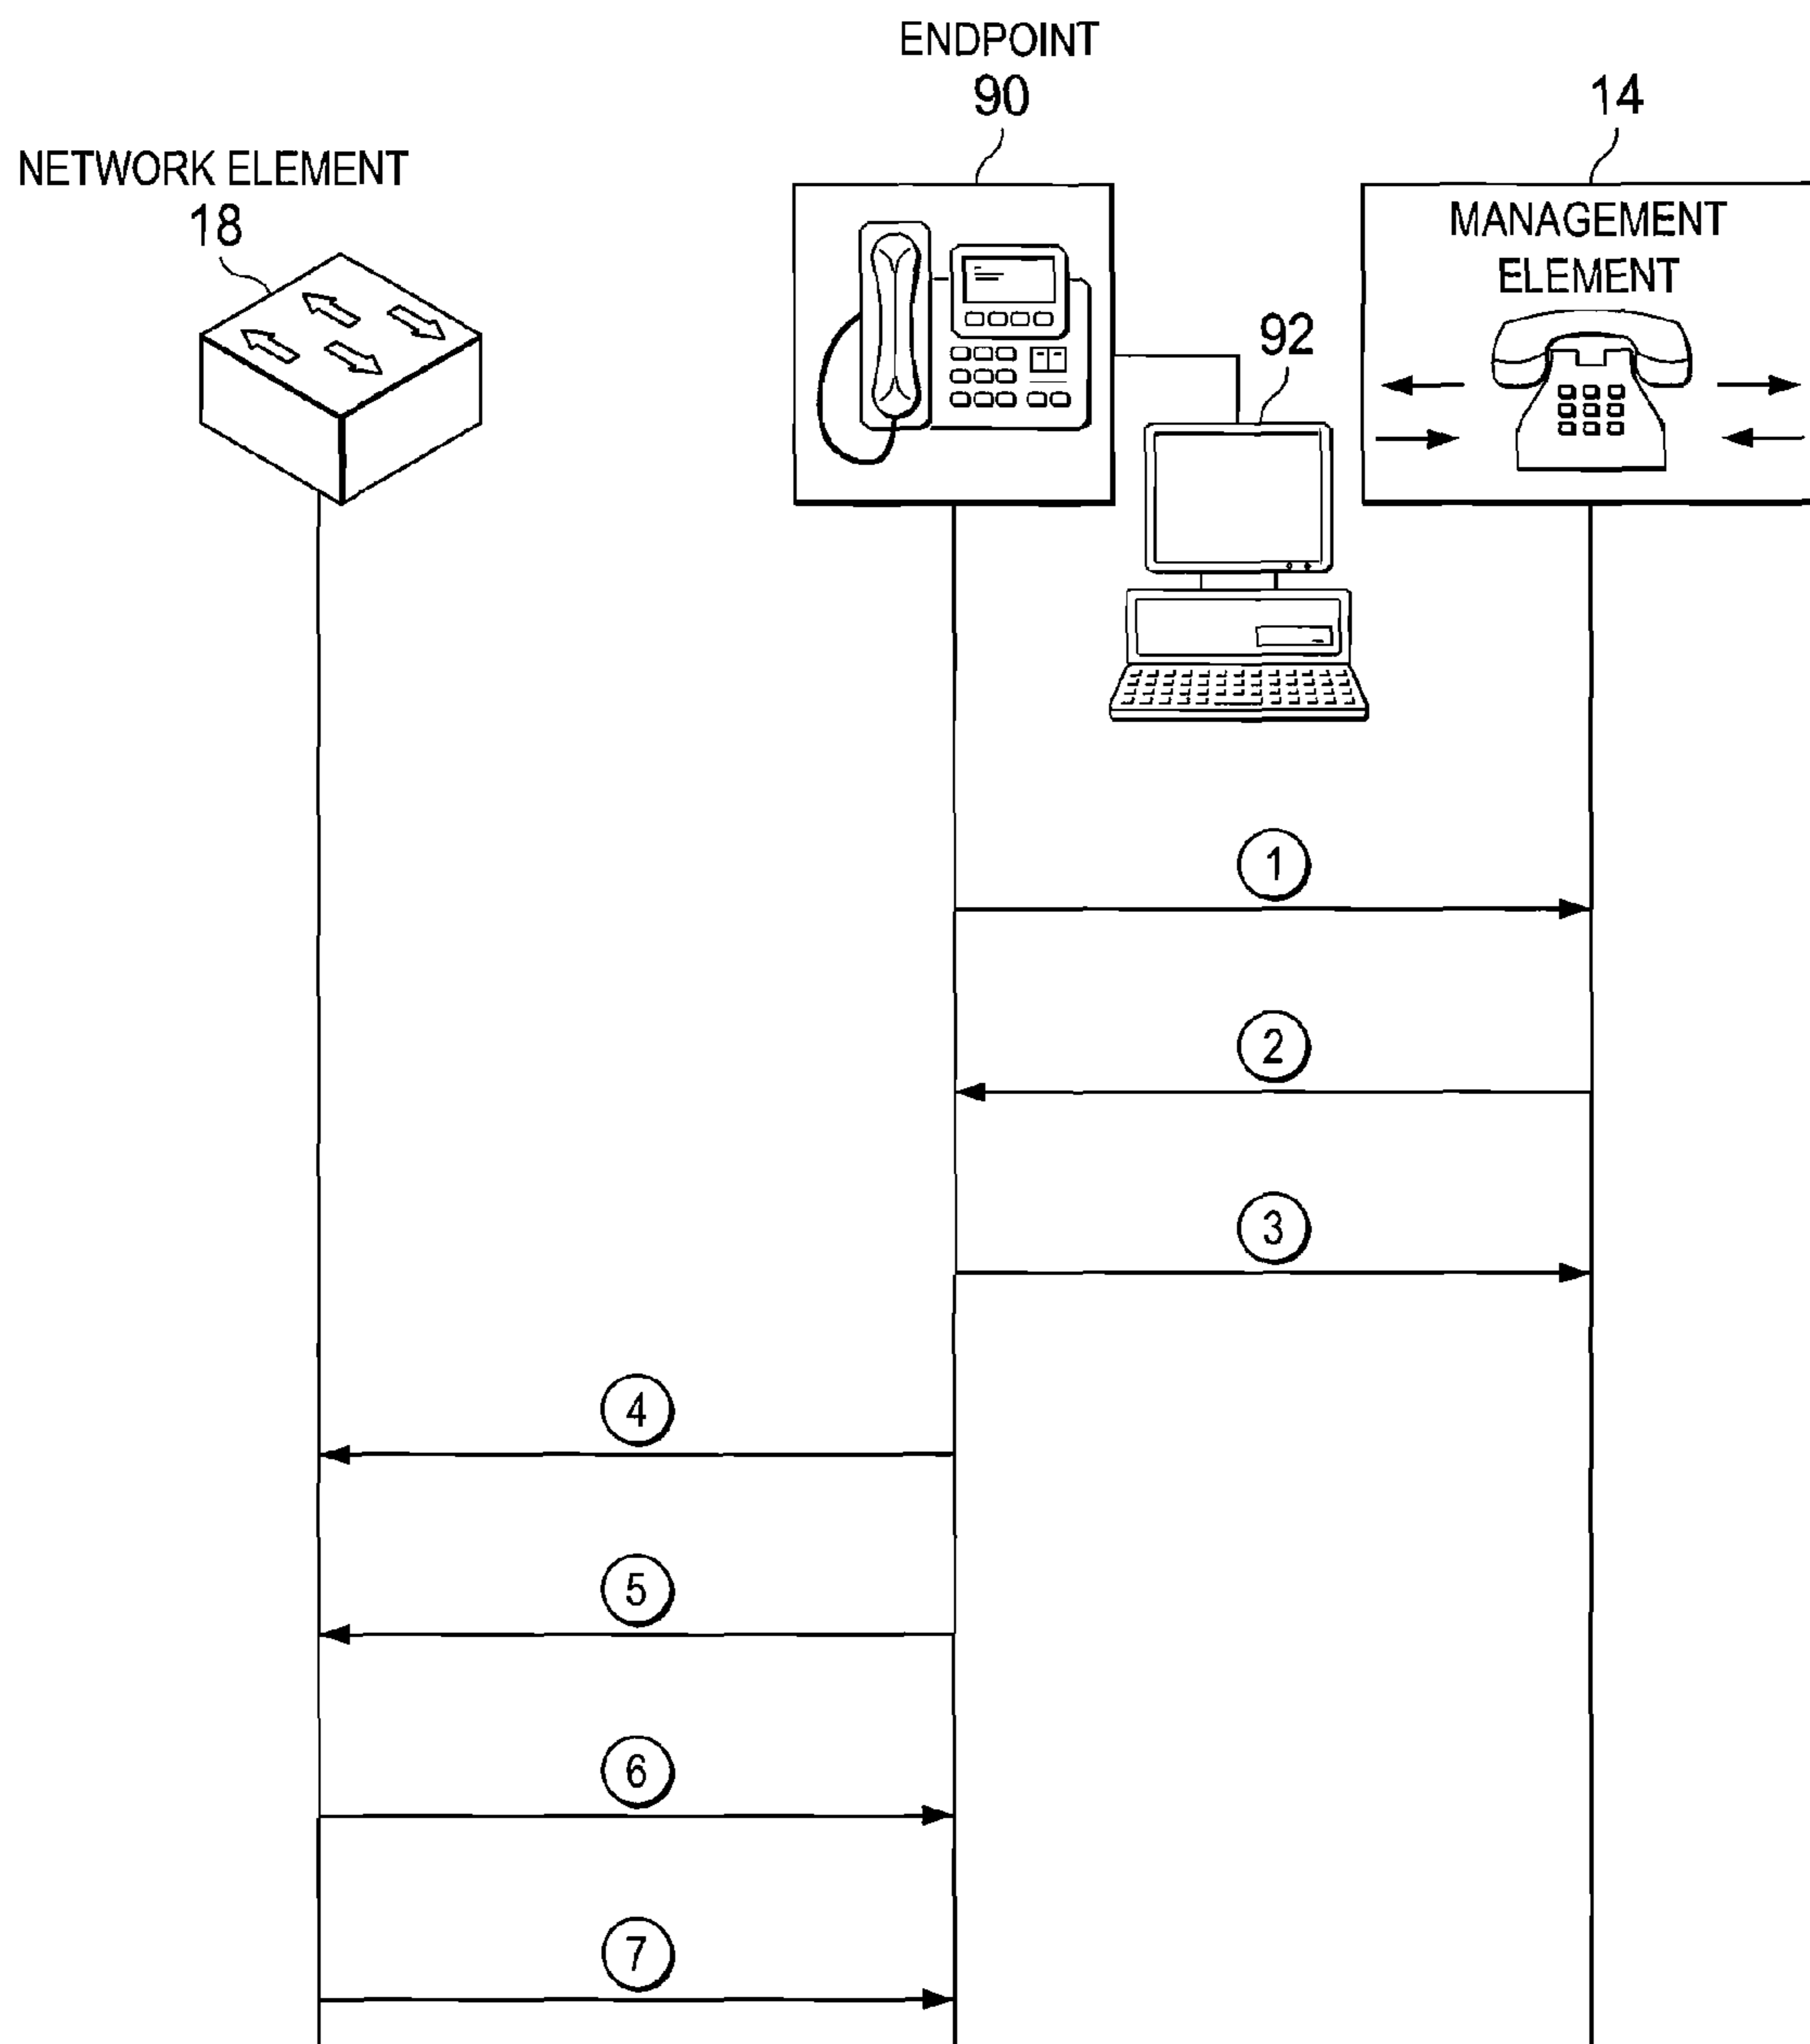 ENDPOINT
90
14
NETWORK ELEMENT
18
MANAGEMENT
ELEMENT
92
1
2
3
4
5
6
7